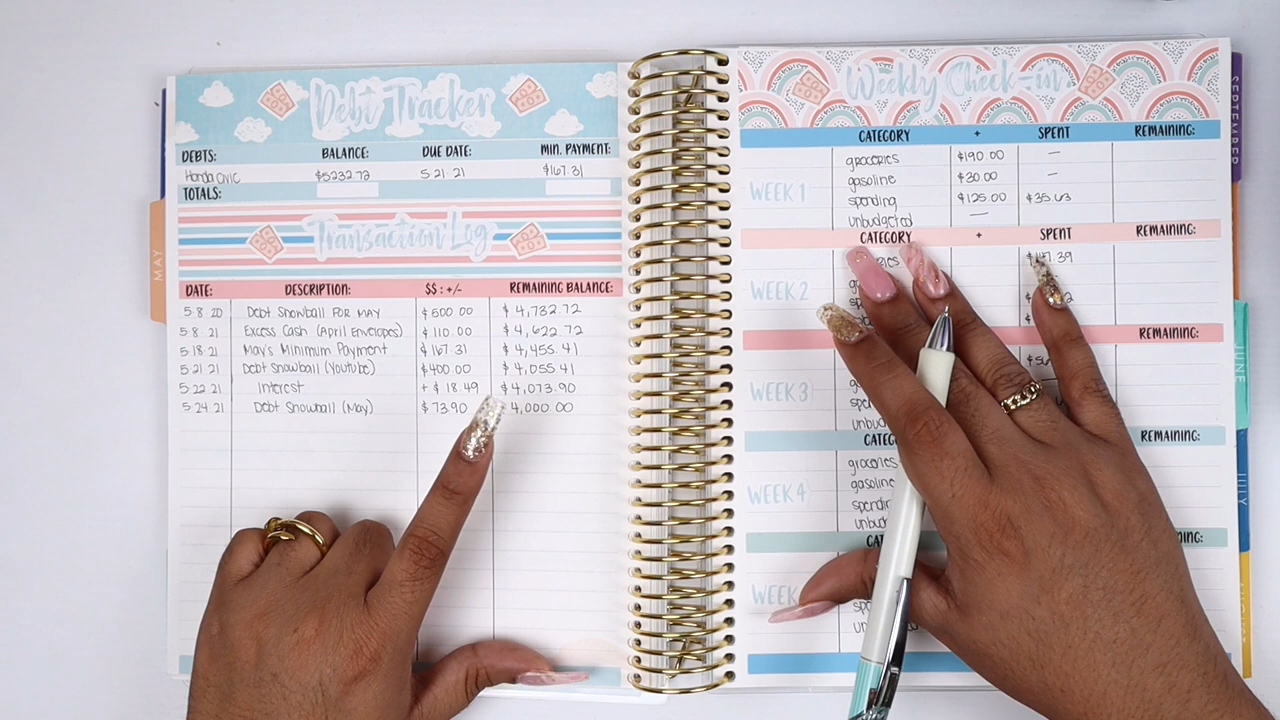 Debt Tracker
DEBTS: BALANCE: DUE DATE: MIN. PAYMENT:
Honda CIVIC $5232.72 5.21.21 $167.31
TOTALS:
Transaction Log
DATE: DESCRIPTION: $$ : +/- REMAINING BALANCE:
5.8.20 Debt Snowball FOR MAY $500.00 $4,732.72
5.8.21 Excess Cash (April Envelopes) $110.00 $4,622.72
5.18.21 May's Minimum Payment $167.31 $4,455.41
5.21.21 Debt Snowball (YouTube) $400.00 $4,055.41
5.22.21 Interest $18.49 $4,073.90
5.24.21 Debt Snowball (May) $73.90 $4,000.00
MAY
Weekly Check-in
CATEGORY + SPENT REMAINING:
WEEK 1
groceries $190.00 —
gasoline $30.00 —
spending $125.00 $35.63
unbudgeted —
CATEGORY + SPENT REMAINING:
WEEK 2
REMAINING:
WEEK 3
REMAINING:
WEEK 4
groceries
gasoline
REMAINING:
WEEK
SEPTEMBER
JUNE
JULY